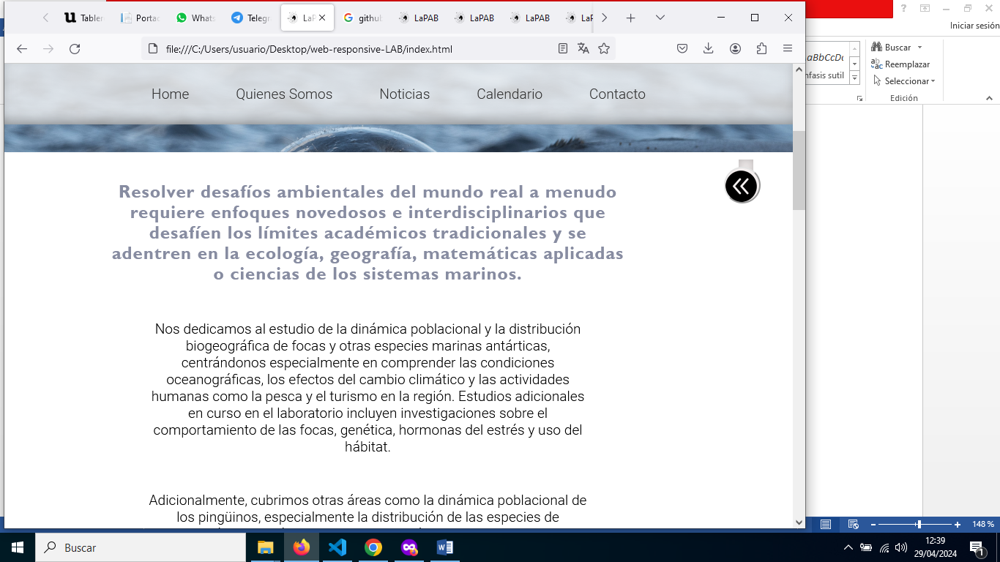 Tabler
Portac
Whats
Telegr
LaP
githul
LaPAB
LaPAB
LaPAB
LaP
Iniciar sesión
file:///C:/Users/usuario/Desktop/web-responsive-LAB/index.html
Buscar
aBbCcDc
Reemplazar
nfasis sutil
Seleccionar
Edición
Home Quienes Somos Noticias Calendario Contacto
Resolver desafíos ambientales del mundo real a menudo
requiere enfoques novedosos e interdisciplinarios que
desafíen los límites académicos tradicionales y se
adentren en la ecología, geografía, matemáticas aplicadas
o ciencias de los sistemas marinos.
Nos dedicamos al estudio de la dinámica poblacional y la distribución
biogeográfica de focas y otras especies marinas antárticas,
centrándonos especialmente en comprender las condiciones
oceanográficas, los efectos del cambio climático y las actividades
humanas como la pesca y el turismo en la región. Estudios adicionales
en curso en el laboratorio incluyen investigaciones sobre el
comportamiento de las focas, genética, hormonas del estrés y uso del
hábitat.
Adicionalmente, cubrimos otras áreas como la dinámica poblacional de
los pingüinos, especialmente la distribución de las especies de
148 %
Buscar
12:39
29/04/2024
1